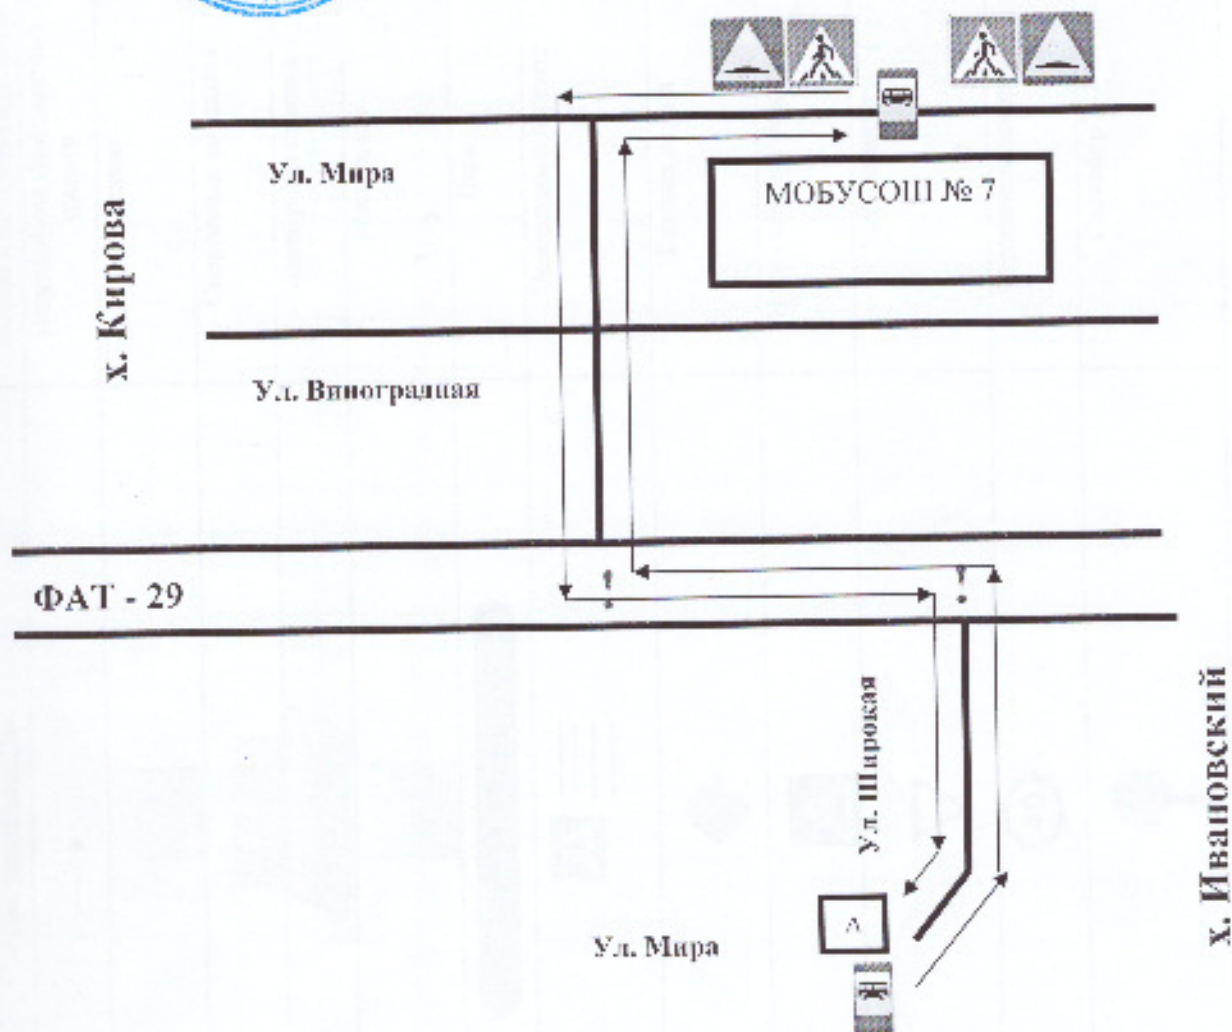 Ул. Мира
МОБУСОШ № 7
х. Кирова
Ул. Виноградная
ФАТ - 29
!
!
Ул. Широкая
х. Ивановский
А
Ул. Мира